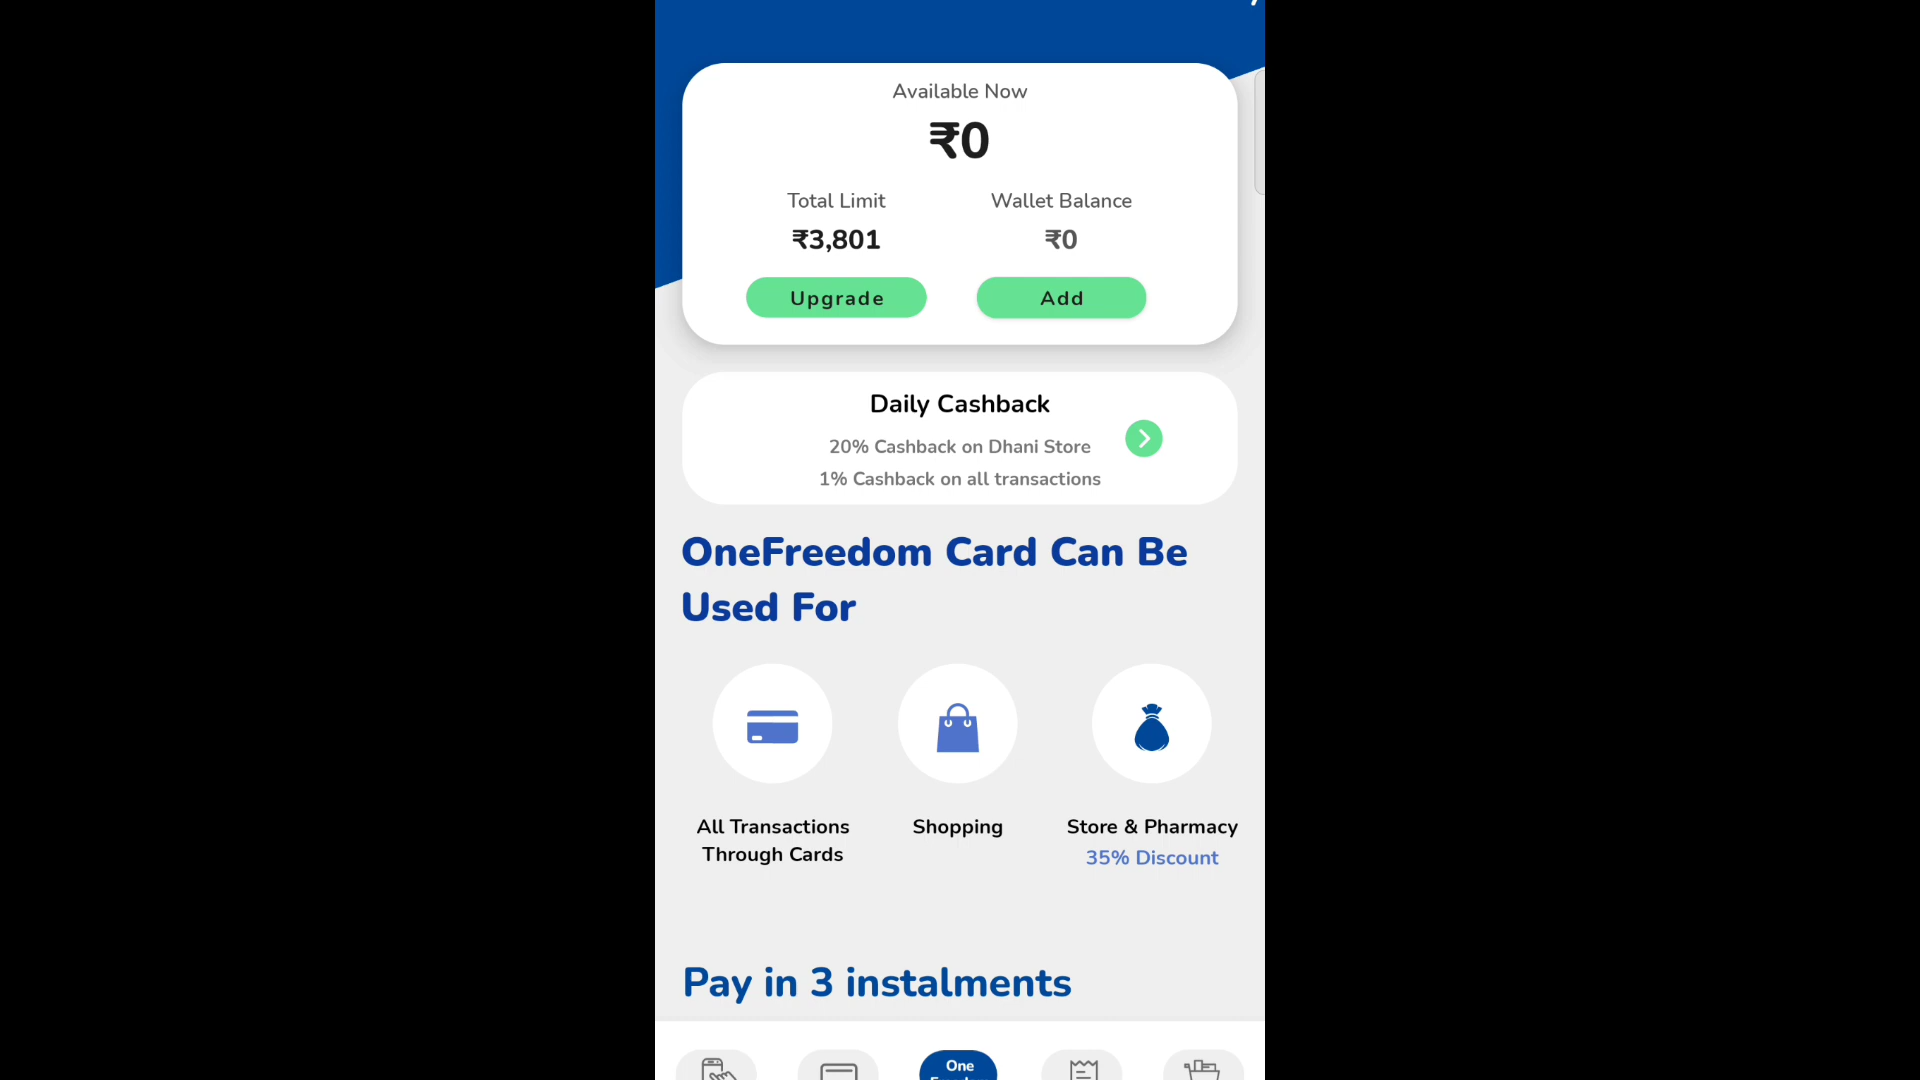 Available Now
₹0
Total Limit
Wallet Balance
₹3,801
₹0
Upgrade
Add
Daily Cashback
20% Cashback on Dhani Store
1% Cashback on all transactions
OneFreedom Card Can Be
Used For
All Transactions
Through Cards
Shopping
Store & Pharmacy
35% Discount
Pay in 3 instalments
One